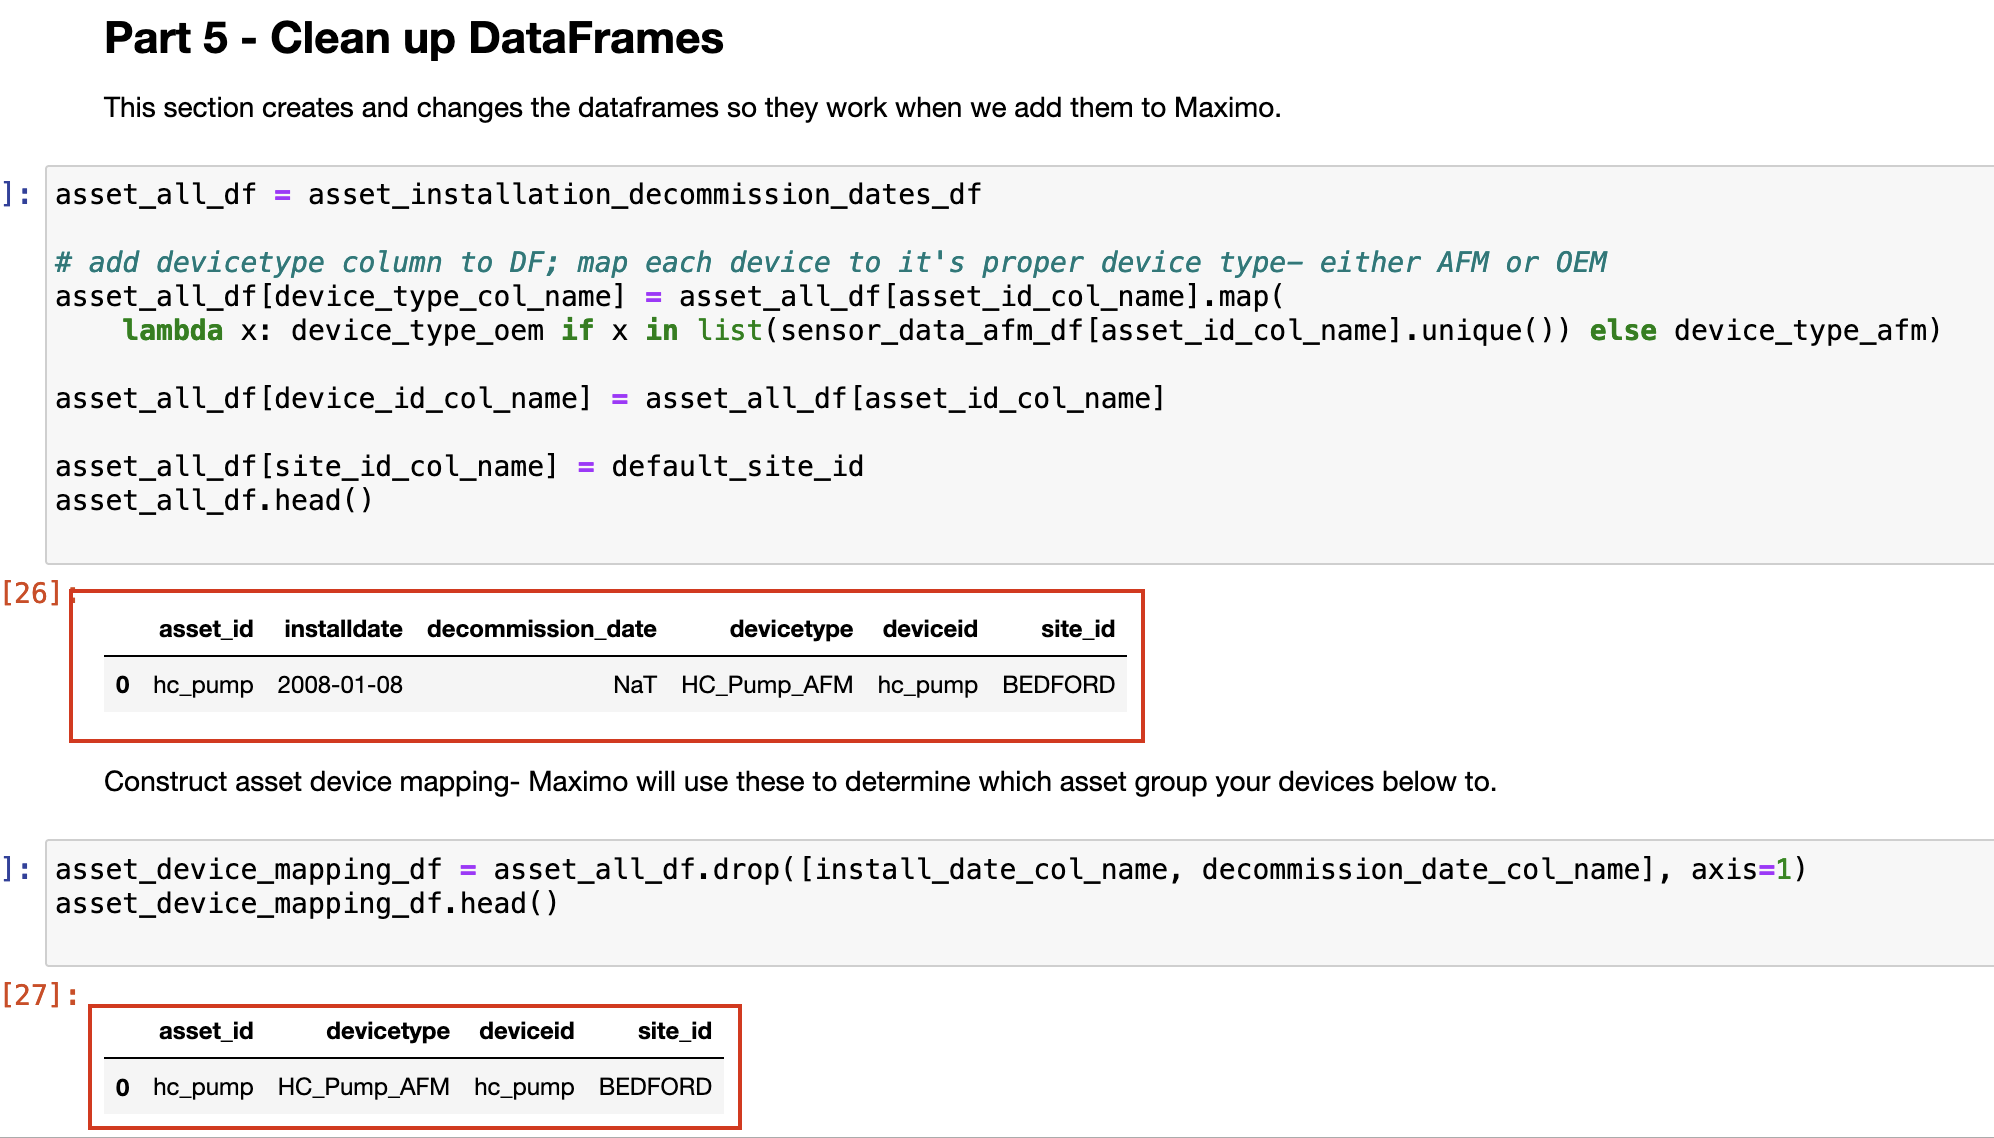 Part 5 - Clean up DataFrames
This section creates and changes the dataframes so they work when we add them to Maximo.
]: asset_all_df = asset_installation_decommission_dates_df
# add devicetype column to DF; map each device to it's proper device type- either AFM or OEM
asset_all_df[device_type_col_name] = asset_all_df[asset_id_col_name].map(
    lambda x: device_type_oem if x in list(sensor_data_afm_df[asset_id_col_name].unique()) else device_type_afm)
asset_all_df[device_id_col_name] = asset_all_df[asset_id_col_name]
asset_all_df[site_id_col_name] = default_site_id
asset_all_df.head()
[26]:
asset_id installdate decommission_date devicetype deviceid site_id
0 hc_pump 2008-01-08 NaT HC_Pump_AFM hc_pump BEDFORD
Construct asset device mapping- Maximo will use these to determine which asset group your devices below to.
]: asset_device_mapping_df = asset_all_df.drop([install_date_col_name, decommission_date_col_name], axis=1)
asset_device_mapping_df.head()
[27]:
asset_id devicetype deviceid site_id
0 hc_pump HC_Pump_AFM hc_pump BEDFORD